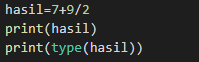 hasil=7+9/2
print(hasil)
print(type(hasil))